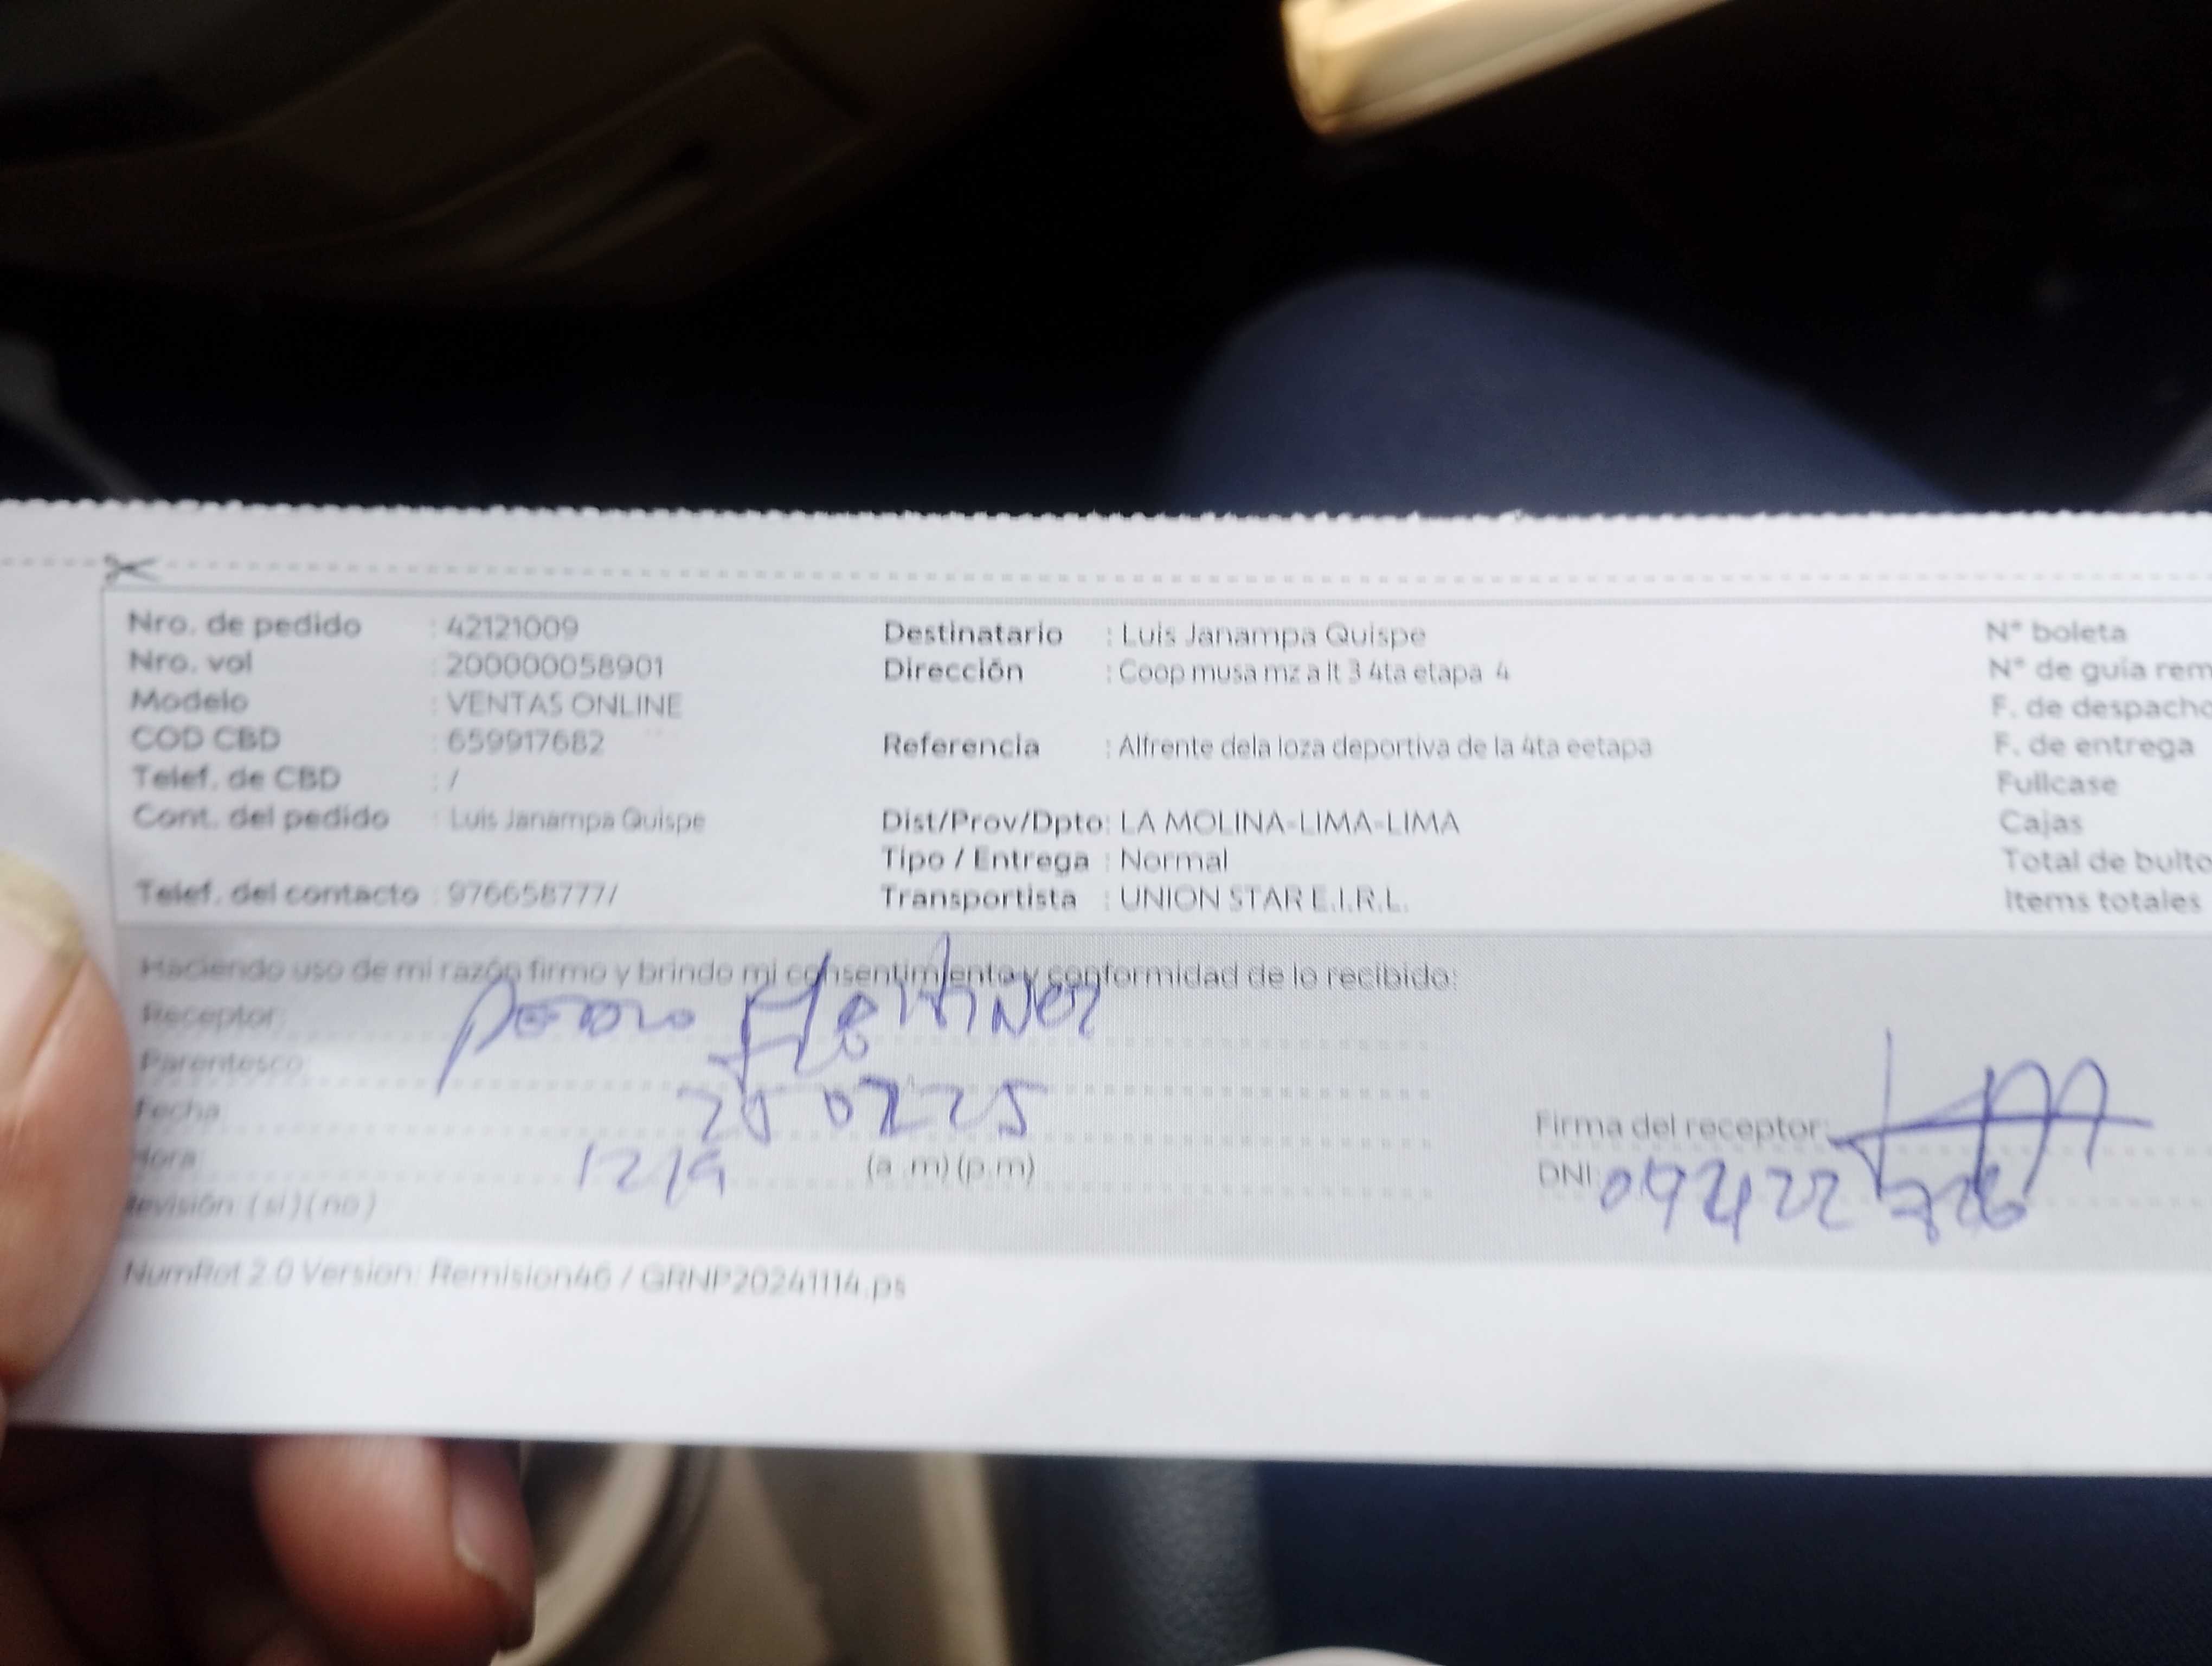 Nro. de pedido : 42121009
Nro. vol : 200000058901
Modelo : VENTAS ONLINE
COD CBD : 659917682
Telef. de CBD : /
Cont. del pedido : Luis Janampa Quispe
Telef. del contacto : 976658777/
Destinatario : Luis Janampa Quispe
Dirección : Coop musa mz a lt 3 4ta etapa 4
Referencia : Alfrente dela loza deportiva de la 4ta eetapa
Dist/Prov/Dpto: LA MOLINA-LIMA-LIMA
Tipo / Entrega : Normal
Transportista : UNION STAR E.I.R.L.
N° boleta
N° de guía rem
F. de despacho
F. de entrega
Fullcase
Cajas
Total de bulto
Items totales
Haciendo uso de mi razón firmo y brindo mi consentimiento y conformidad de lo recibido:
Receptor:
Parentesco:
Fecha: 25 02 25
Hora: (a.m) (p.m)
Revisión: (si) (no)
Firma del receptor:
DNI:
NumRot 2.0 Version: Remision46 / GRNP20241114.ps